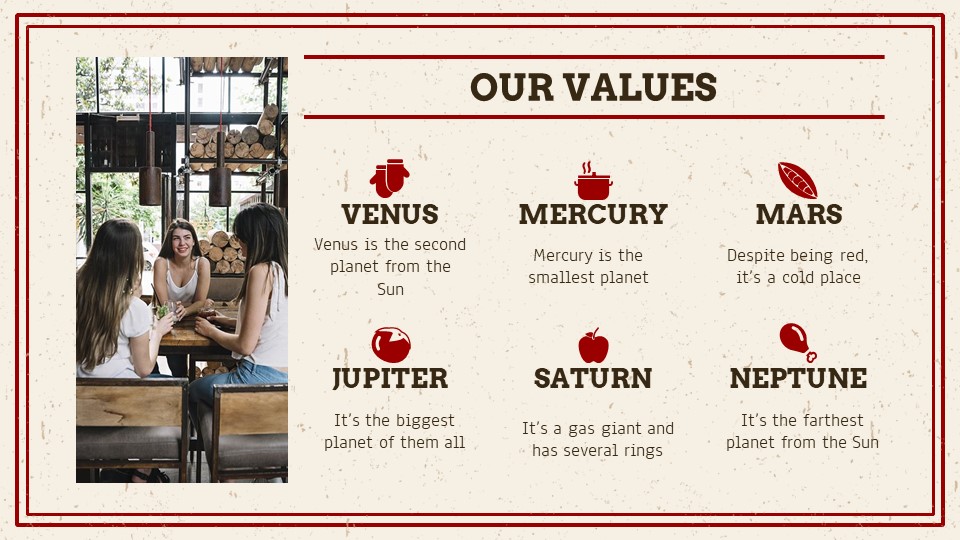 OUR VALUES
VENUS
Venus is the second
planet from the
Sun
MERCURY
Mercury is the
smallest planet
MARS
Despite being red,
it's a cold place
JUPITER
It's the biggest
planet of them all
SATURN
It's a gas giant and
has several rings
NEPTUNE
It's the farthest
planet from the Sun